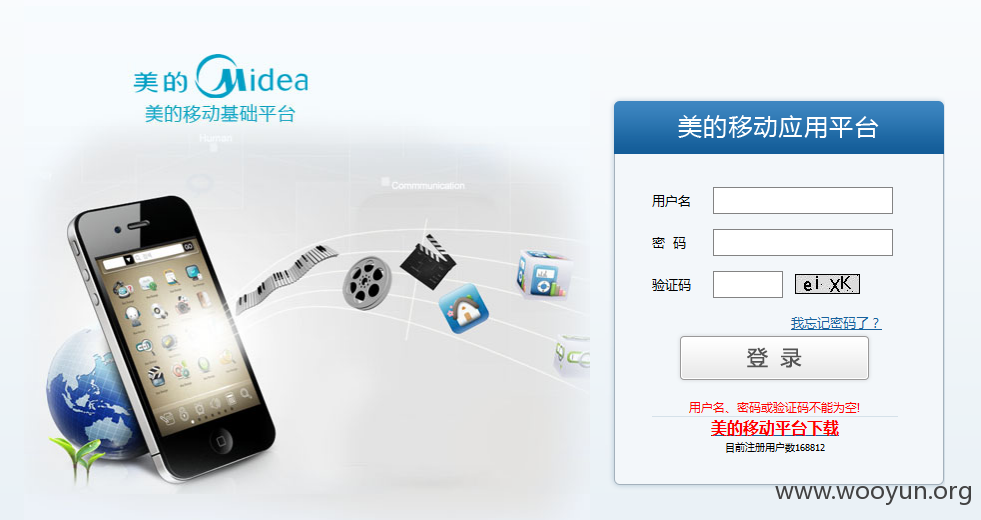 美的 Midea
美的移动基础平台
Human
Commmunication
美的移动应用平台
用户名
密 码
验证码 ei XK
我忘记密码了？
登 录
用户名、密码或验证码不能为空!
美的移动平台下载
目前注册用户数168812
www.wooyun.org